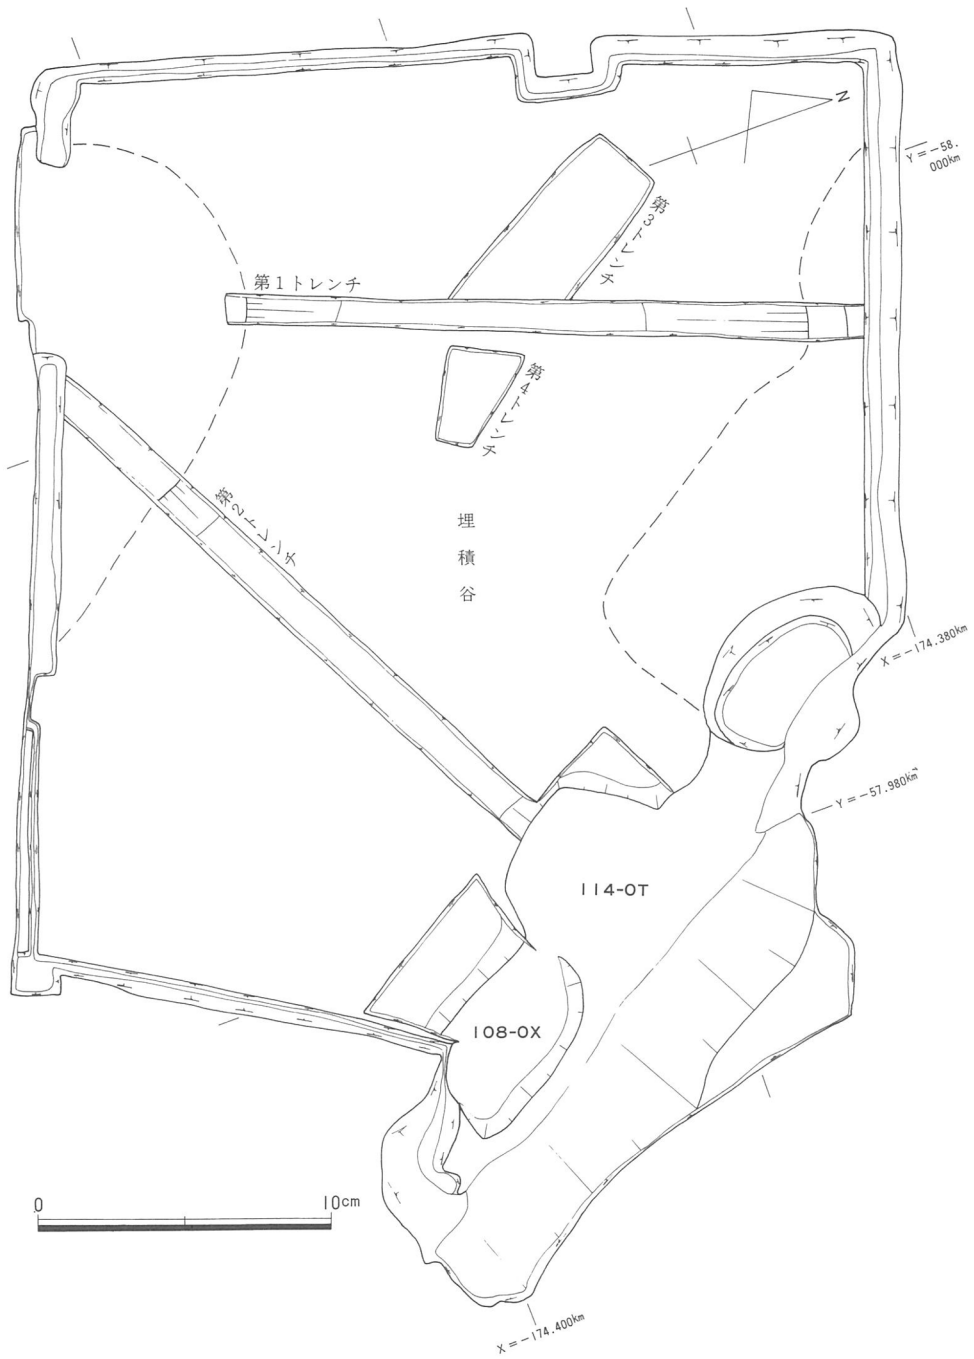 N
Y=-58.
000km
第3トレンチ
第1トレンチ
第4トレンチ
第2トレンチ
埋積谷
X=-174.380km
Y=-57.980km
114-OT
108-OX
0 10cm
X=-174.400km